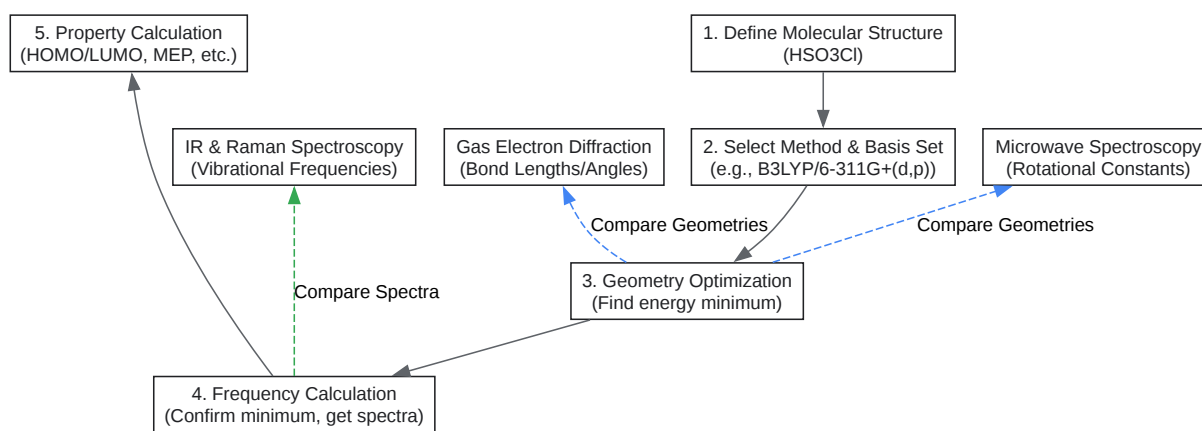 5. Property Calculation
(HOMO/LUMO, MEP, etc.)
1. Define Molecular Structure
(HSO3Cl)
IR & Raman Spectroscopy
(Vibrational Frequencies)
Gas Electron Diffraction
(Bond Lengths/Angles)
2. Select Method & Basis Set
(e.g., B3LYP/6-311G+(d,p))
Microwave Spectroscopy
(Rotational Constants)
Compare Geometries
Compare Geometries
3. Geometry Optimization
(Find energy minimum)
Compare Spectra
4. Frequency Calculation
(Confirm minimum, get spectra)